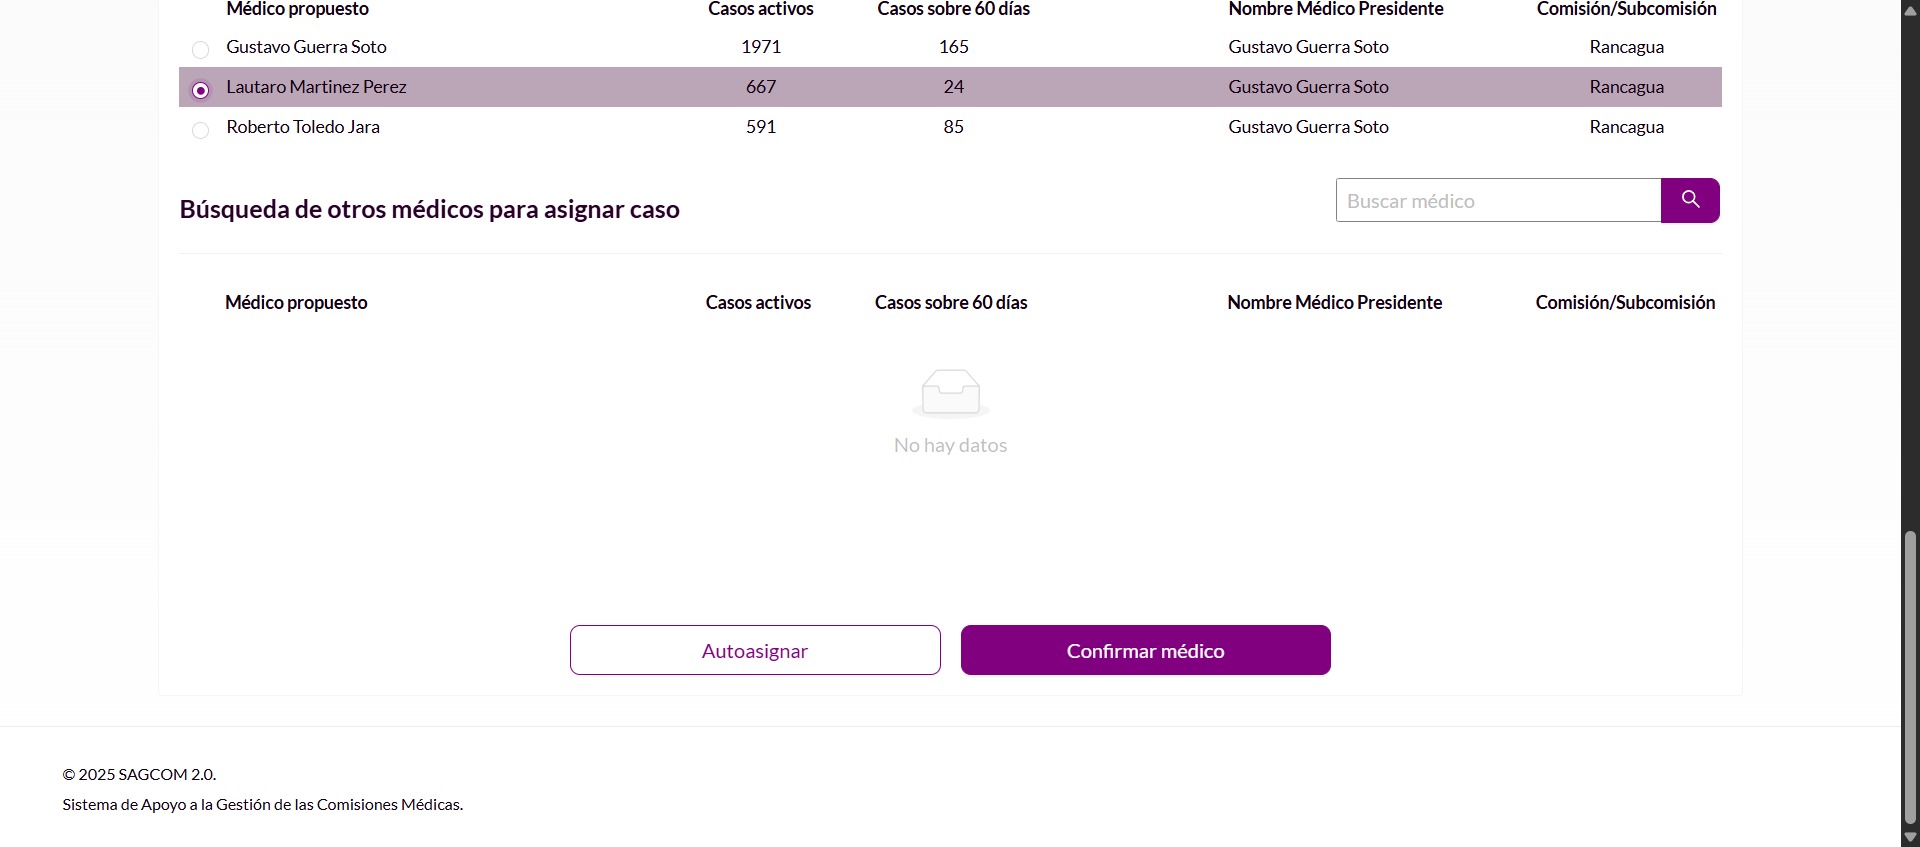 Médico propuesto Casos activos Casos sobre 60 días Nombre Médico Presidente Comisión/Subcomisión
Gustavo Guerra Soto 1971 165 Gustavo Guerra Soto Rancagua
Lautaro Martinez Perez 667 24 Gustavo Guerra Soto Rancagua
Roberto Toledo Jara 591 85 Gustavo Guerra Soto Rancagua
Búsqueda de otros médicos para asignar caso Buscar médico
Médico propuesto Casos activos Casos sobre 60 días Nombre Médico Presidente Comisión/Subcomisión
No hay datos
Autoasignar Confirmar médico
© 2025 SAGCOM 2.0.
Sistema de Apoyo a la Gestión de las Comisiones Médicas.